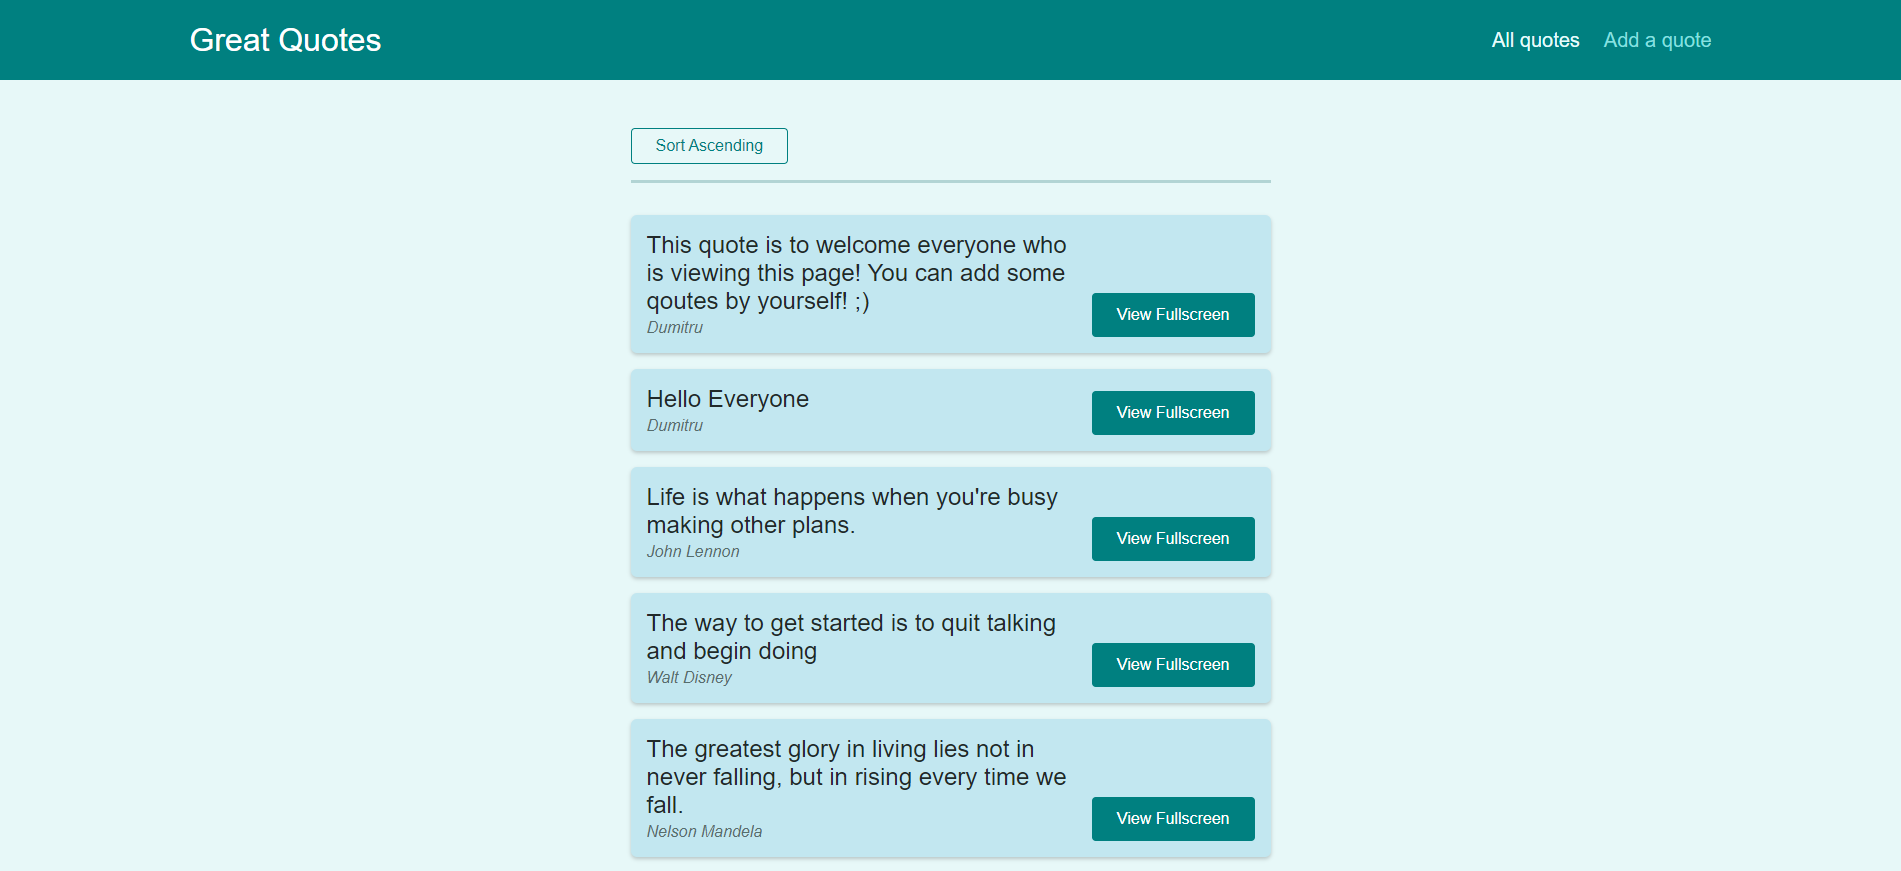 Great Quotes
All quotes
Add a quote
Sort Ascending
This quote is to welcome everyone who
is viewing this page! You can add some
qoutes by yourself! ;)
Dumitru
View Fullscreen
Hello Everyone
Dumitru
View Fullscreen
Life is what happens when you're busy
making other plans.
John Lennon
View Fullscreen
The way to get started is to quit talking
and begin doing
Walt Disney
View Fullscreen
The greatest glory in living lies not in
never falling, but in rising every time we
fall.
Nelson Mandela
View Fullscreen